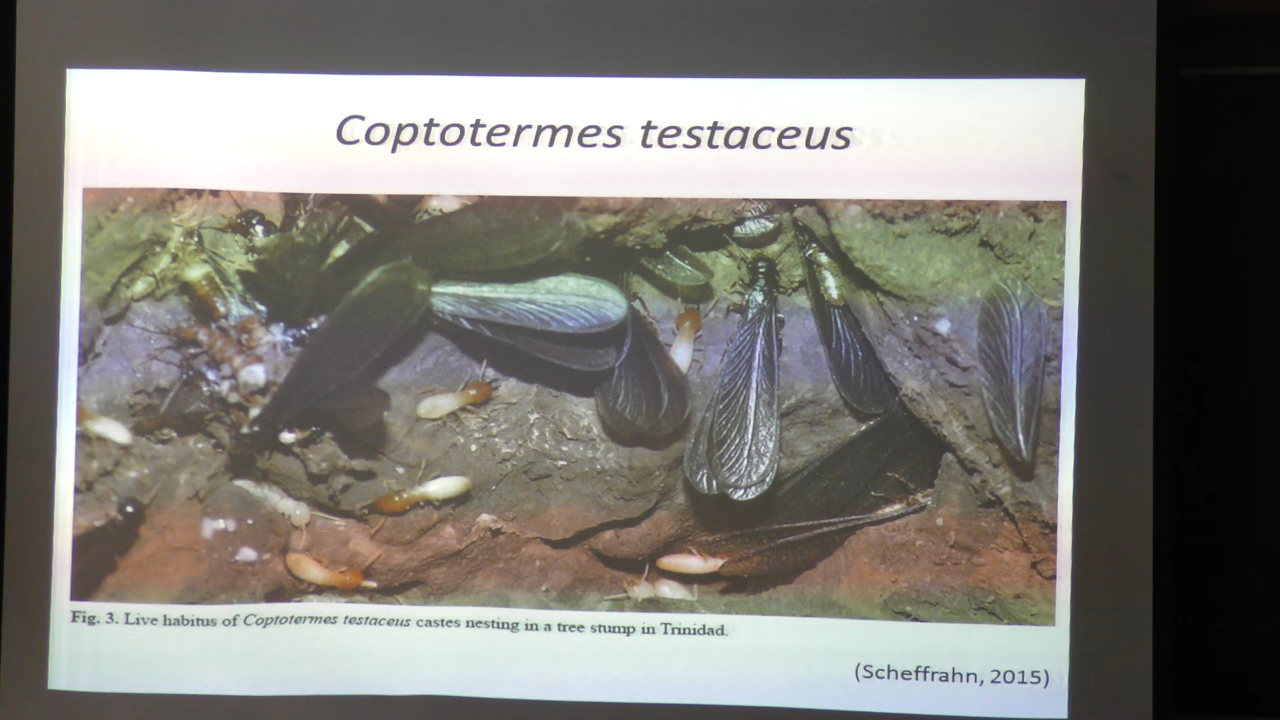 Coptotermes testaceus
Fig. 3. Live habitus of Coptotermes testaceus castes nesting in a tree stump in Trinidad.
(Scheffrahn, 2015)